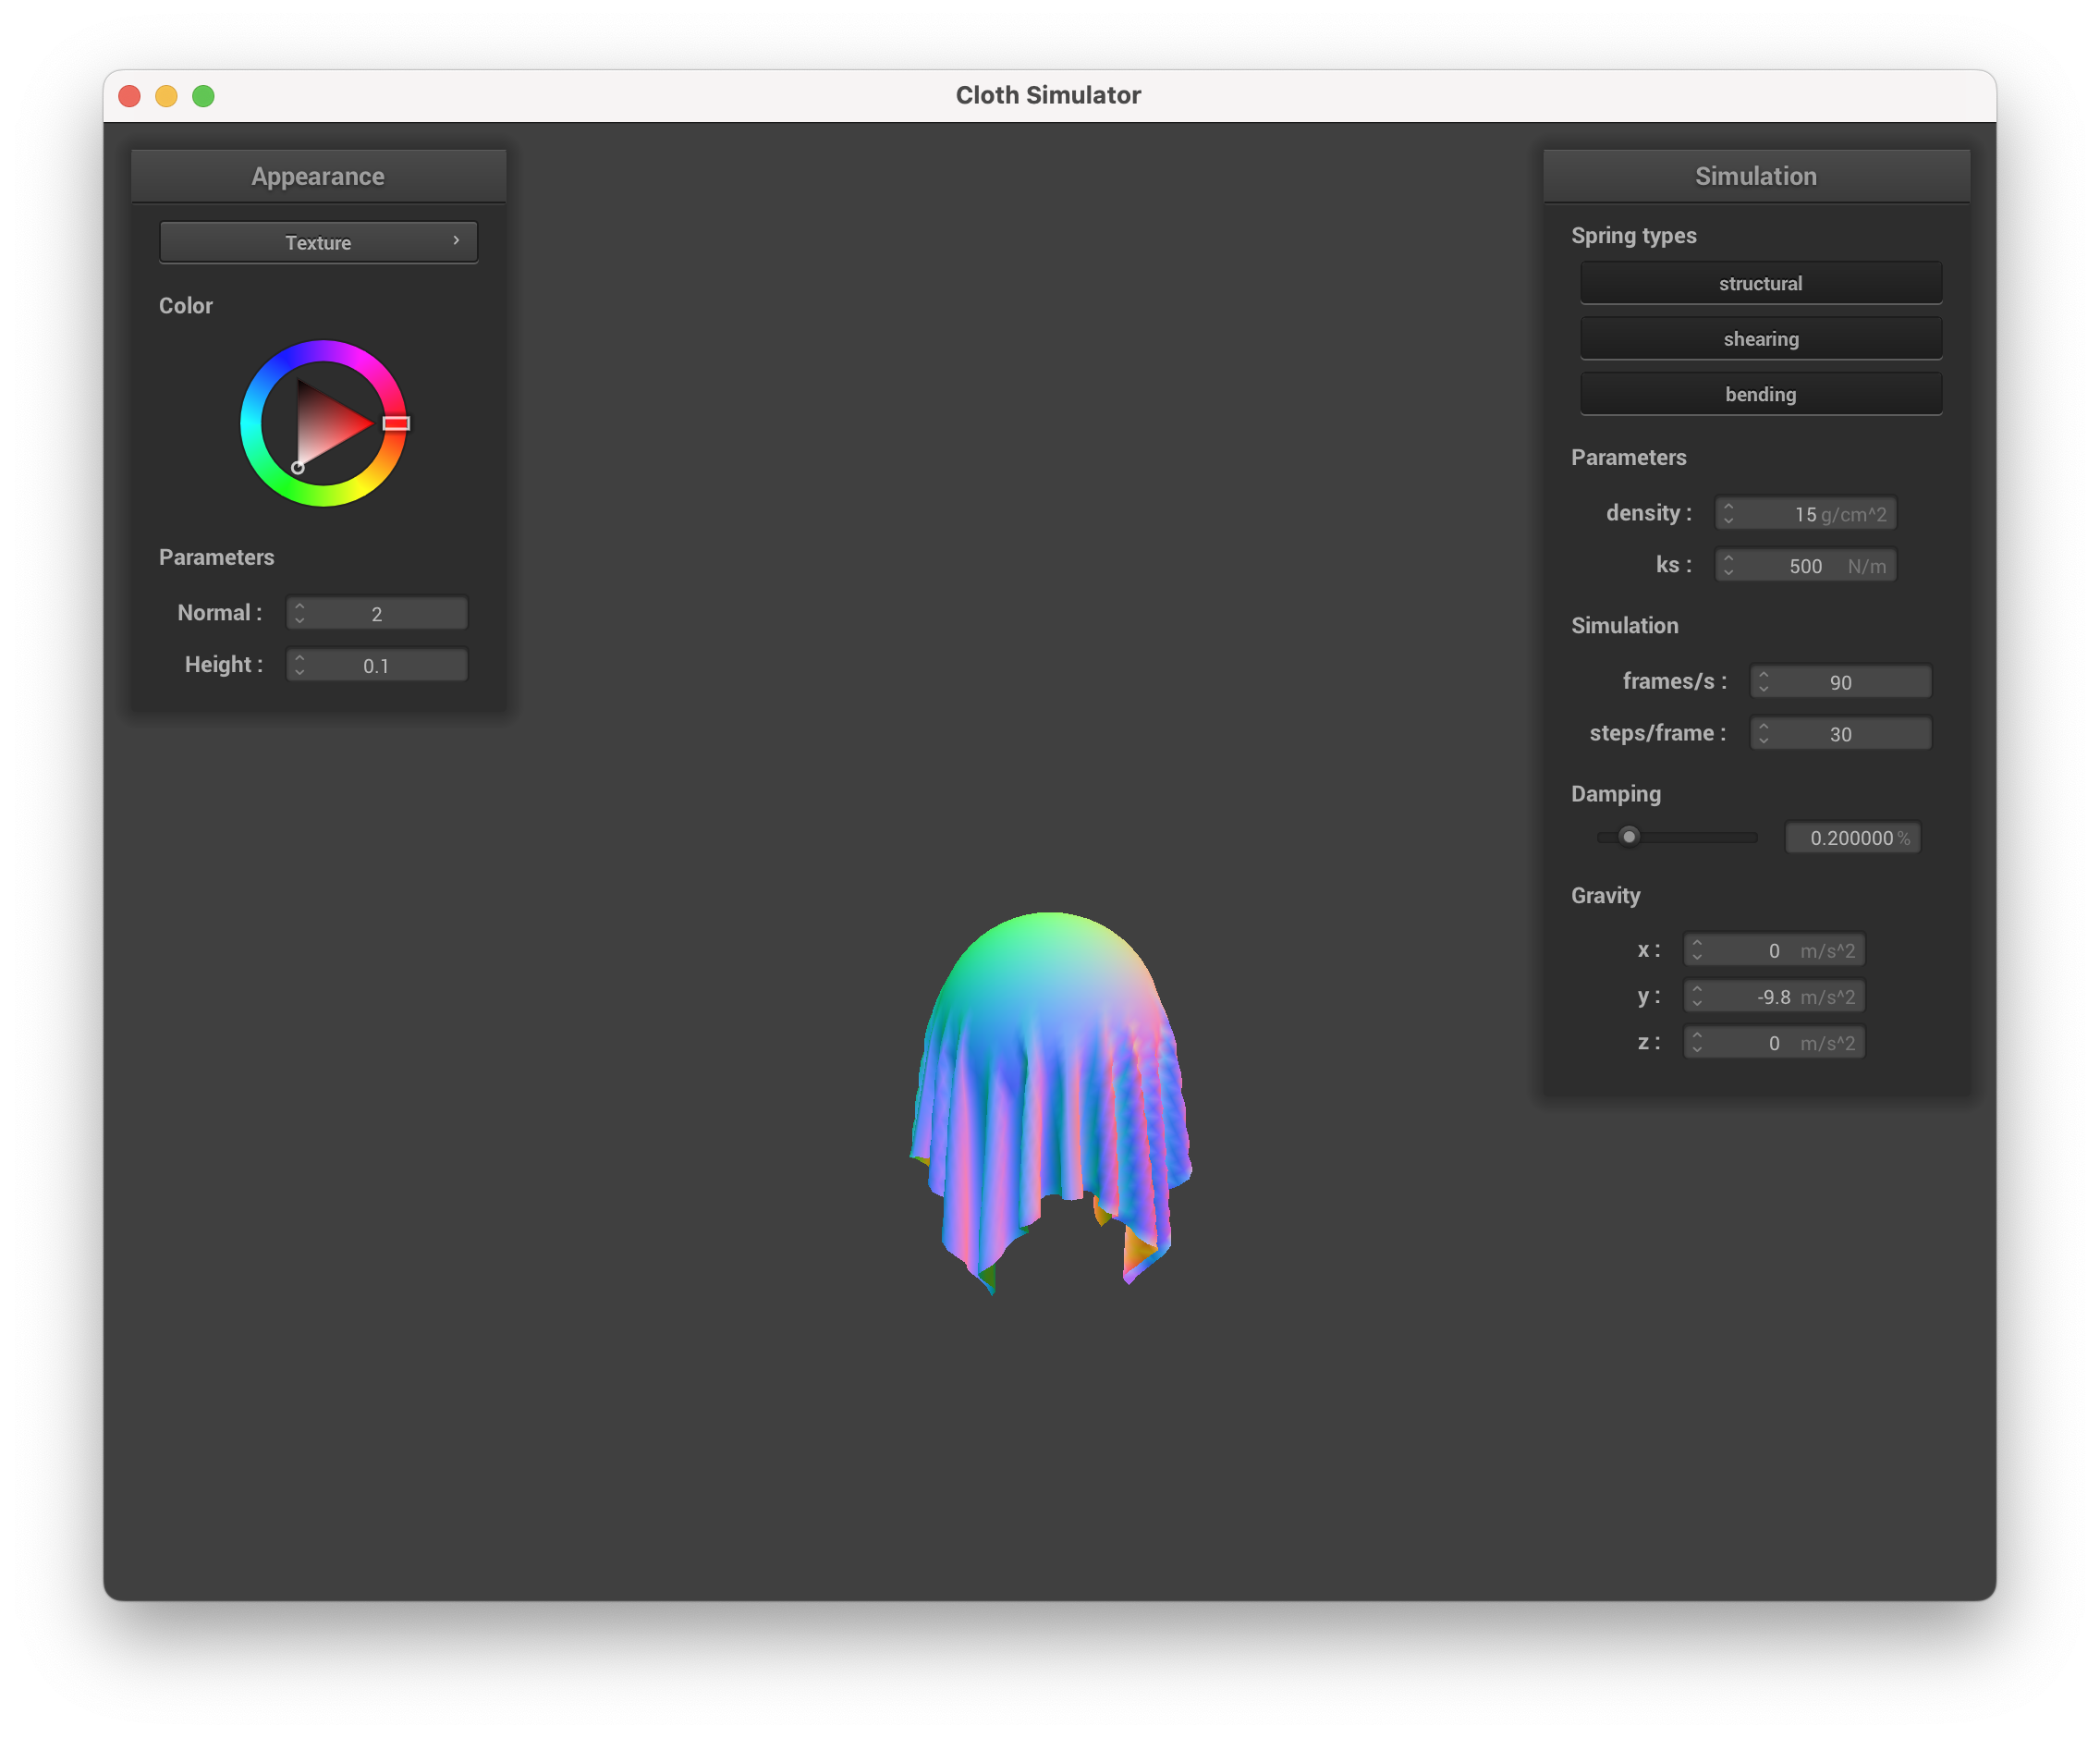 Cloth Simulator
Appearance
Texture
Color
Parameters
Normal : 2
Height : 0.1
Simulation
Spring types
structural
shearing
bending
Parameters
density : 15 g/cm^2
ks : 500 N/m
Simulation
frames/s : 90
steps/frame : 30
Damping
0.200000 %
Gravity
x : 0 m/s^2
y : -9.8 m/s^2
z : 0 m/s^2